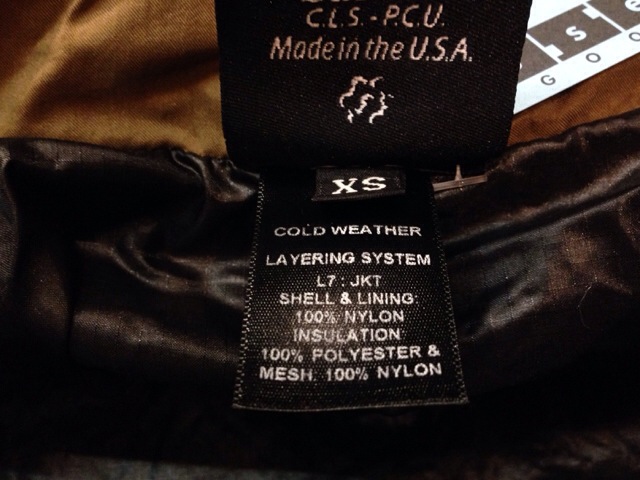 C.L.S. - P.C.U.
Made in the U.S.A.
XS
COLD WEATHER
LAYERING SYSTEM
L7 : JKT
SHELL & LINING
100% NYLON
INSULATION
100% POLYESTER &
MESH. 100% NYLON
S
GOO